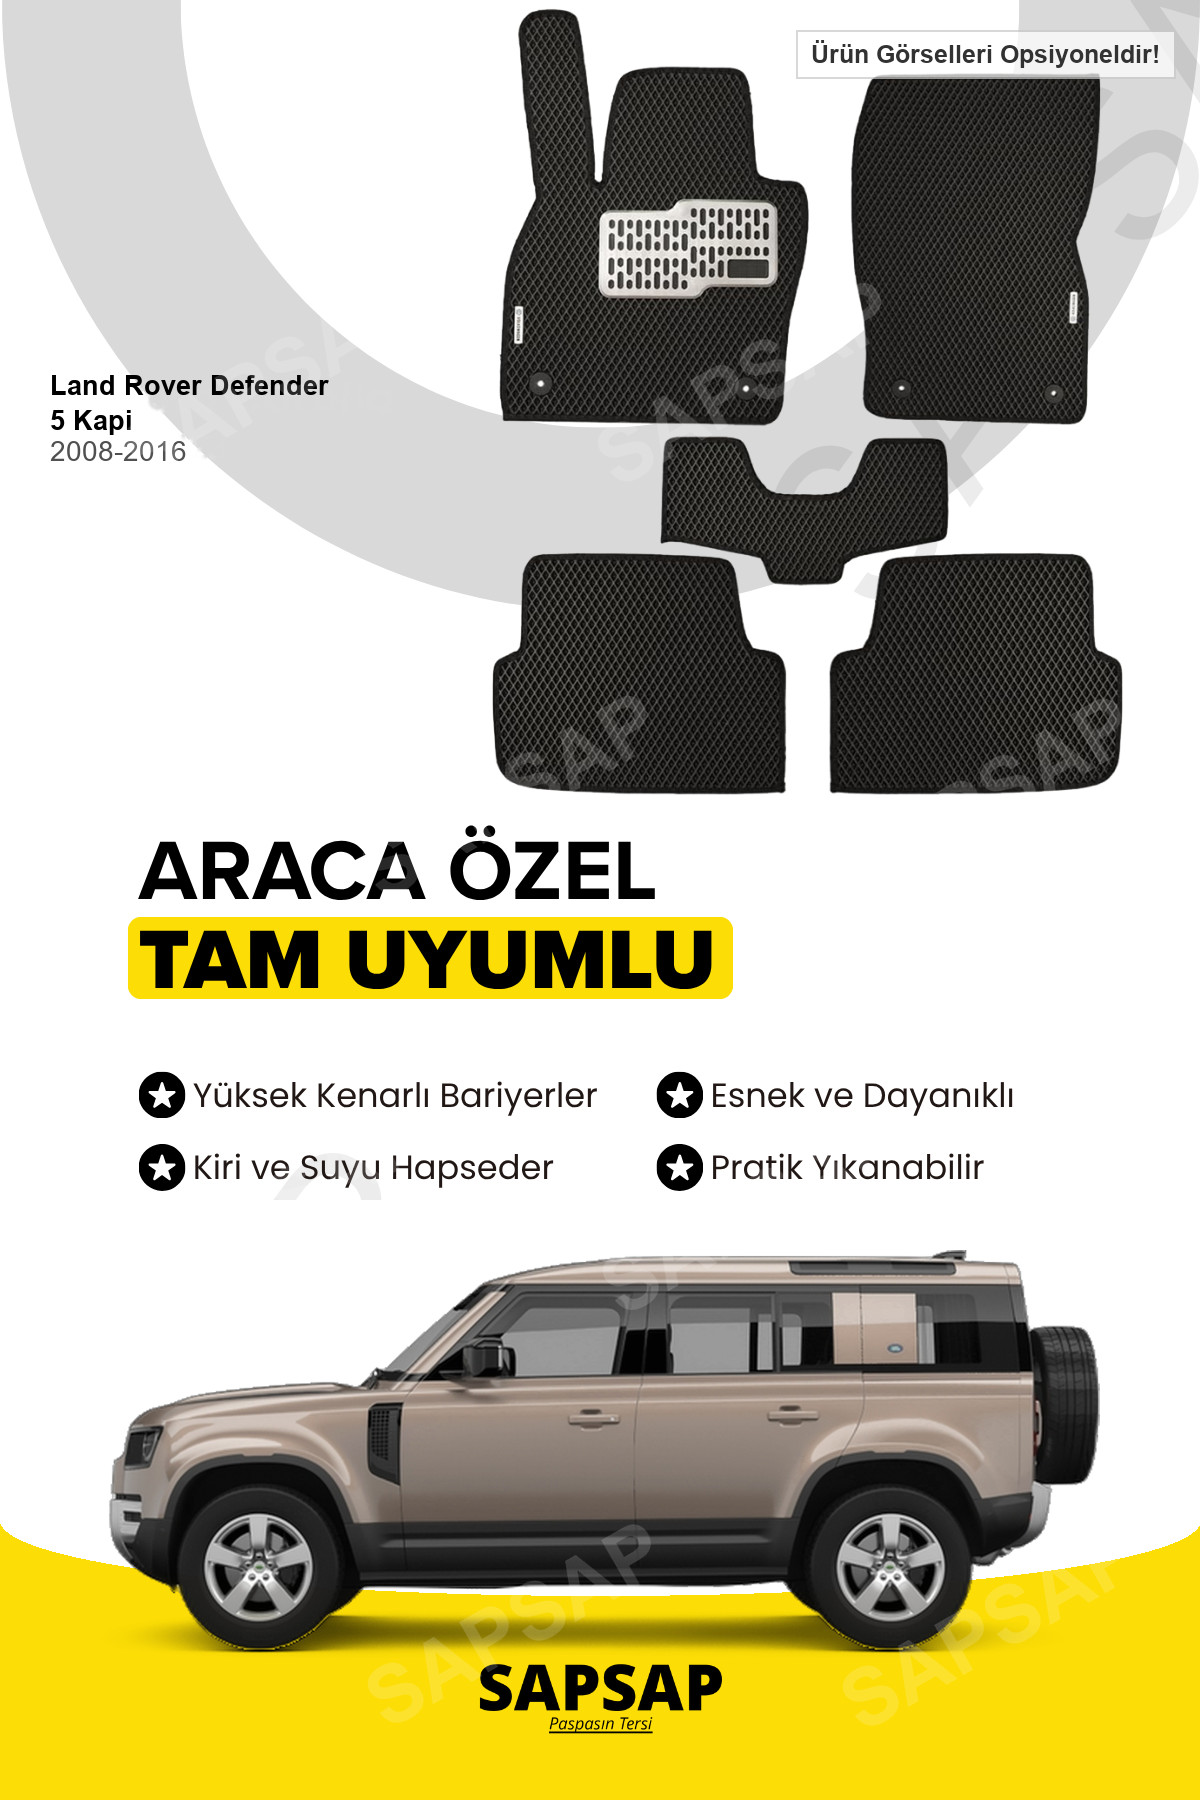 Ürün Görselleri Opsiyoneldir!
Land Rover Defender
5 Kapi
2008-2016
ARACA ÖZEL
TAM UYUMLU
Yüksek Kenarlı Bariyerler
Esnek ve Dayanıklı
Kiri ve Suyu Hapseder
Pratik Yıkanabilir
SAPSAP
Paspasın Tersi